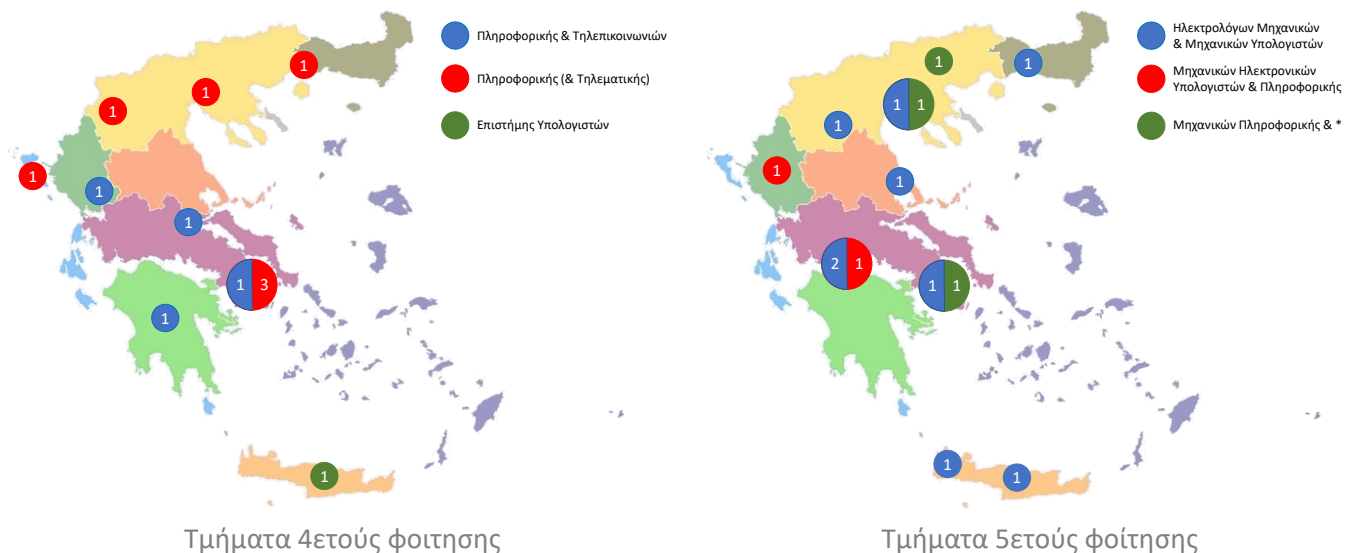 Πληροφορικής & Τηλεπικοινωνιών
Πληροφορικής (& Τηλεματικής)
Επιστήμης Υπολογιστών
1
1
1
1
1
1
1 3
1
1
Τμήματα 4ετούς φοιτησης
Ηλεκτρολόγων Μηχανικών
& Μηχανικών Υπολογιστών
Μηχανικών Ηλεκτρονικών
Υπολογιστών & Πληροφορικής
Μηχανικών Πληροφορικής & *
1
1
1 1
1
1
1
2 1
1 1
1
1
Τμήματα 5ετούς φοίτησης